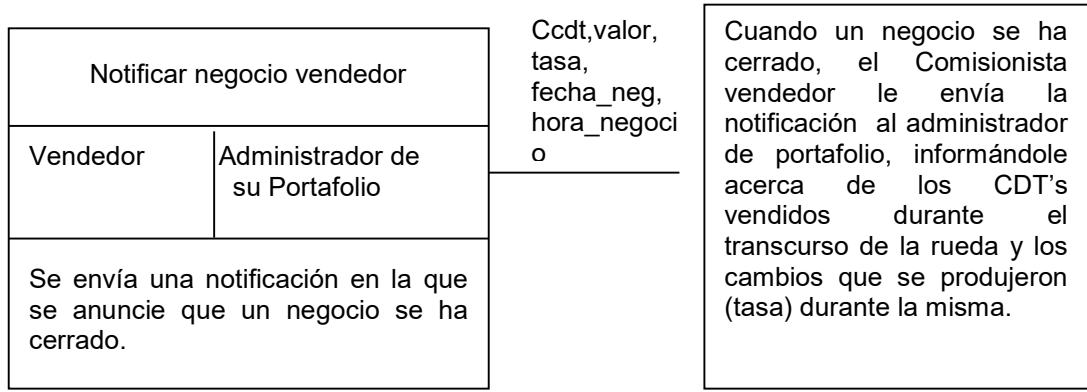 Notificar negocio vendedor
Vendedor
Administrador de
su Portafolio
Se envía una notificación en la que
se anuncie que un negocio se ha
cerrado.
Ccdt,valor,
tasa,
fecha_neg,
hora_negoci
o
Cuando un negocio se ha
cerrado, el Comisionista
vendedor le envía la
notificación al administrador
de portafolio, informándole
acerca de los CDT’s
vendidos durante el
transcurso de la rueda y los
cambios que se produjeron
(tasa) durante la misma.